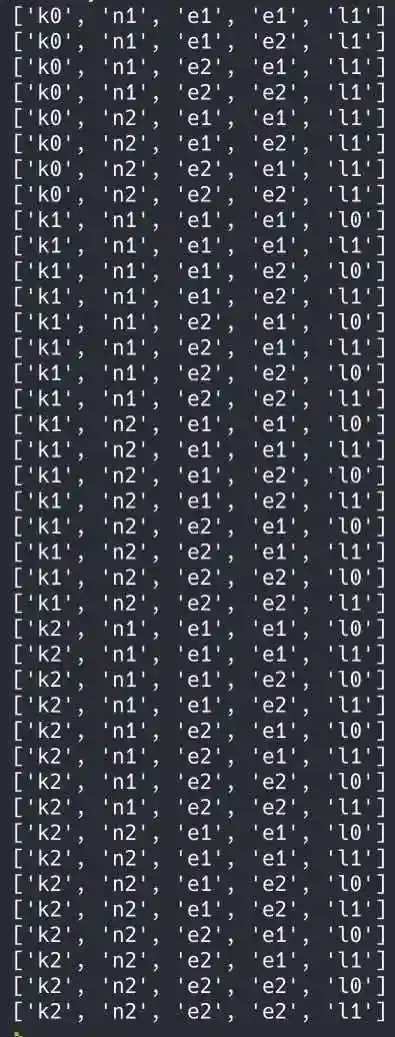 ['k0', 'n1', 'e1', 'e1', 'l1']
['k0', 'n1', 'e1', 'e2', 'l1']
['k0', 'n1', 'e2', 'e1', 'l1']
['k0', 'n1', 'e2', 'e2', 'l1']
['k0', 'n2', 'e1', 'e1', 'l1']
['k0', 'n2', 'e1', 'e2', 'l1']
['k0', 'n2', 'e2', 'e1', 'l1']
['k0', 'n2', 'e2', 'e2', 'l1']
['k1', 'n1', 'e1', 'e1', 'l0']
['k1', 'n1', 'e1', 'e1', 'l1']
['k1', 'n1', 'e1', 'e2', 'l0']
['k1', 'n1', 'e1', 'e2', 'l1']
['k1', 'n1', 'e2', 'e1', 'l0']
['k1', 'n1', 'e2', 'e1', 'l1']
['k1', 'n1', 'e2', 'e2', 'l0']
['k1', 'n1', 'e2', 'e2', 'l1']
['k1', 'n2', 'e1', 'e1', 'l0']
['k1', 'n2', 'e1', 'e1', 'l1']
['k1', 'n2', 'e1', 'e2', 'l0']
['k1', 'n2', 'e1', 'e2', 'l1']
['k1', 'n2', 'e2', 'e1', 'l0']
['k1', 'n2', 'e2', 'e1', 'l1']
['k1', 'n2', 'e2', 'e2', 'l0']
['k1', 'n2', 'e2', 'e2', 'l1']
['k2', 'n1', 'e1', 'e1', 'l0']
['k2', 'n1', 'e1', 'e1', 'l1']
['k2', 'n1', 'e1', 'e2', 'l0']
['k2', 'n1', 'e1', 'e2', 'l1']
['k2', 'n1', 'e2', 'e1', 'l0']
['k2', 'n1', 'e2', 'e1', 'l1']
['k2', 'n1', 'e2', 'e2', 'l0']
['k2', 'n1', 'e2', 'e2', 'l1']
['k2', 'n2', 'e1', 'e1', 'l0']
['k2', 'n2', 'e1', 'e1', 'l1']
['k2', 'n2', 'e1', 'e2', 'l0']
['k2', 'n2', 'e1', 'e2', 'l1']
['k2', 'n2', 'e2', 'e1', 'l0']
['k2', 'n2', 'e2', 'e1', 'l1']
['k2', 'n2', 'e2', 'e2', 'l0']
['k2', 'n2', 'e2', 'e2', 'l1']